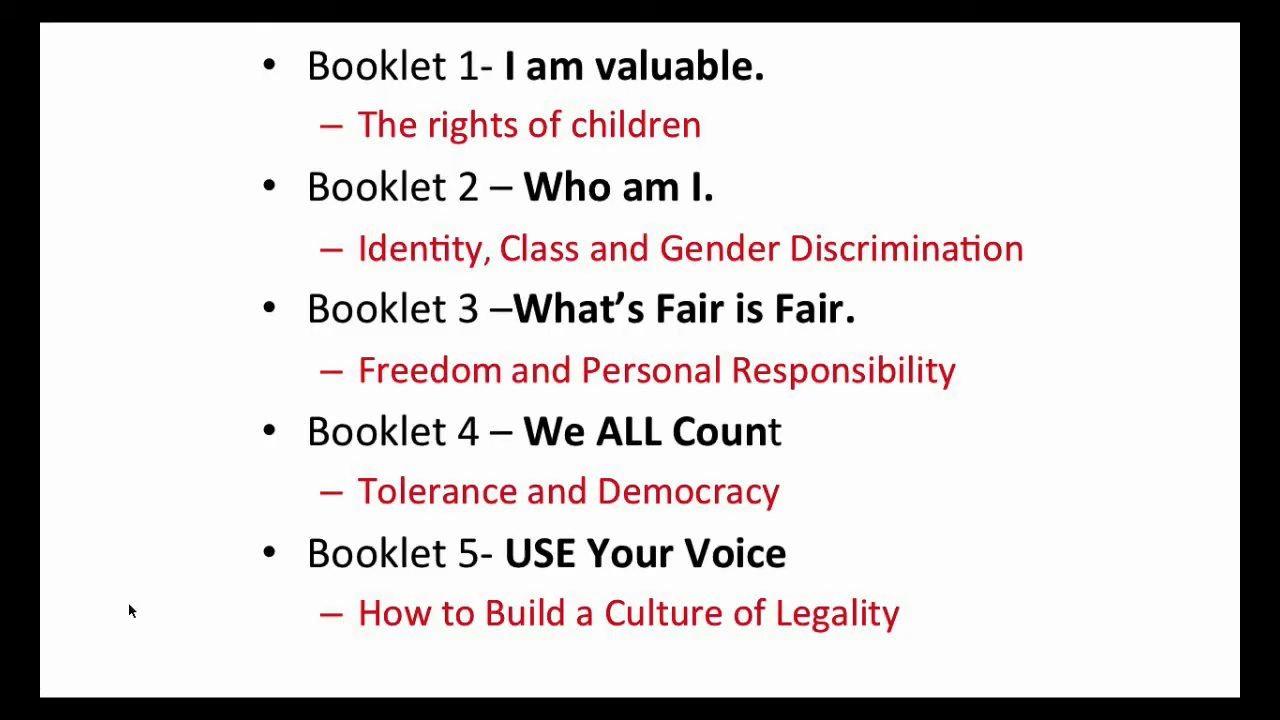 • Booklet 1- I am valuable.
– The rights of children
• Booklet 2 – Who am I.
– Identity, Class and Gender Discrimination
• Booklet 3 –What’s Fair is Fair.
– Freedom and Personal Responsibility
• Booklet 4 – We ALL Count
– Tolerance and Democracy
• Booklet 5- USE Your Voice
– How to Build a Culture of Legality